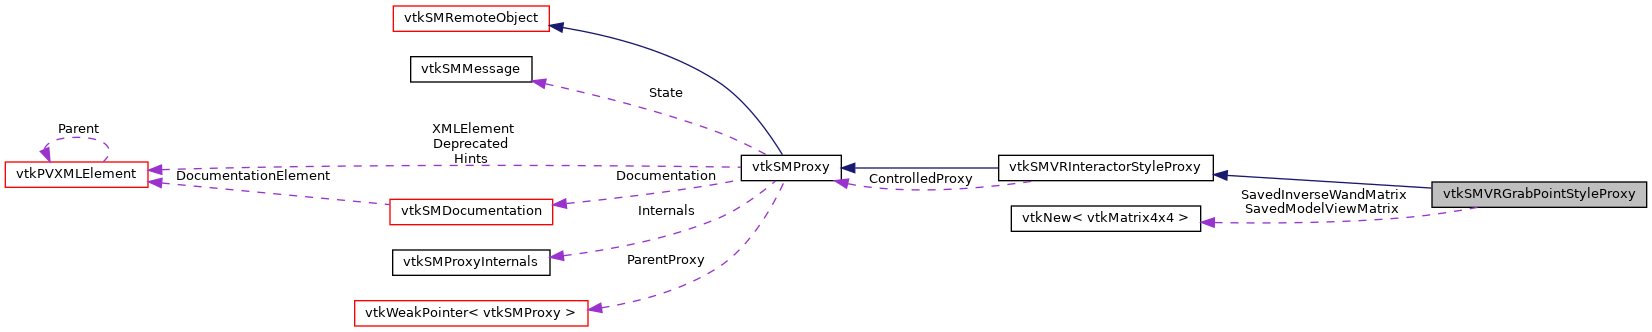 vtkSMRemoteObject
vtkSMMessage
State
Parent
XMLElement
Deprecated
Hints
vtkPVXMLElement
DocumentationElement
Documentation
vtkSMDocumentation
Internals
vtkSMProxyInternals
ParentProxy
vtkWeakPointer< vtkSMProxy >
vtkSMProxy
ControlledProxy
vtkSMVRInteractorStyleProxy
vtkNew< vtkMatrix4x4 >
SavedInverseWandMatrix
SavedModelViewMatrix
vtkSMVRGrabPointStyleProxy